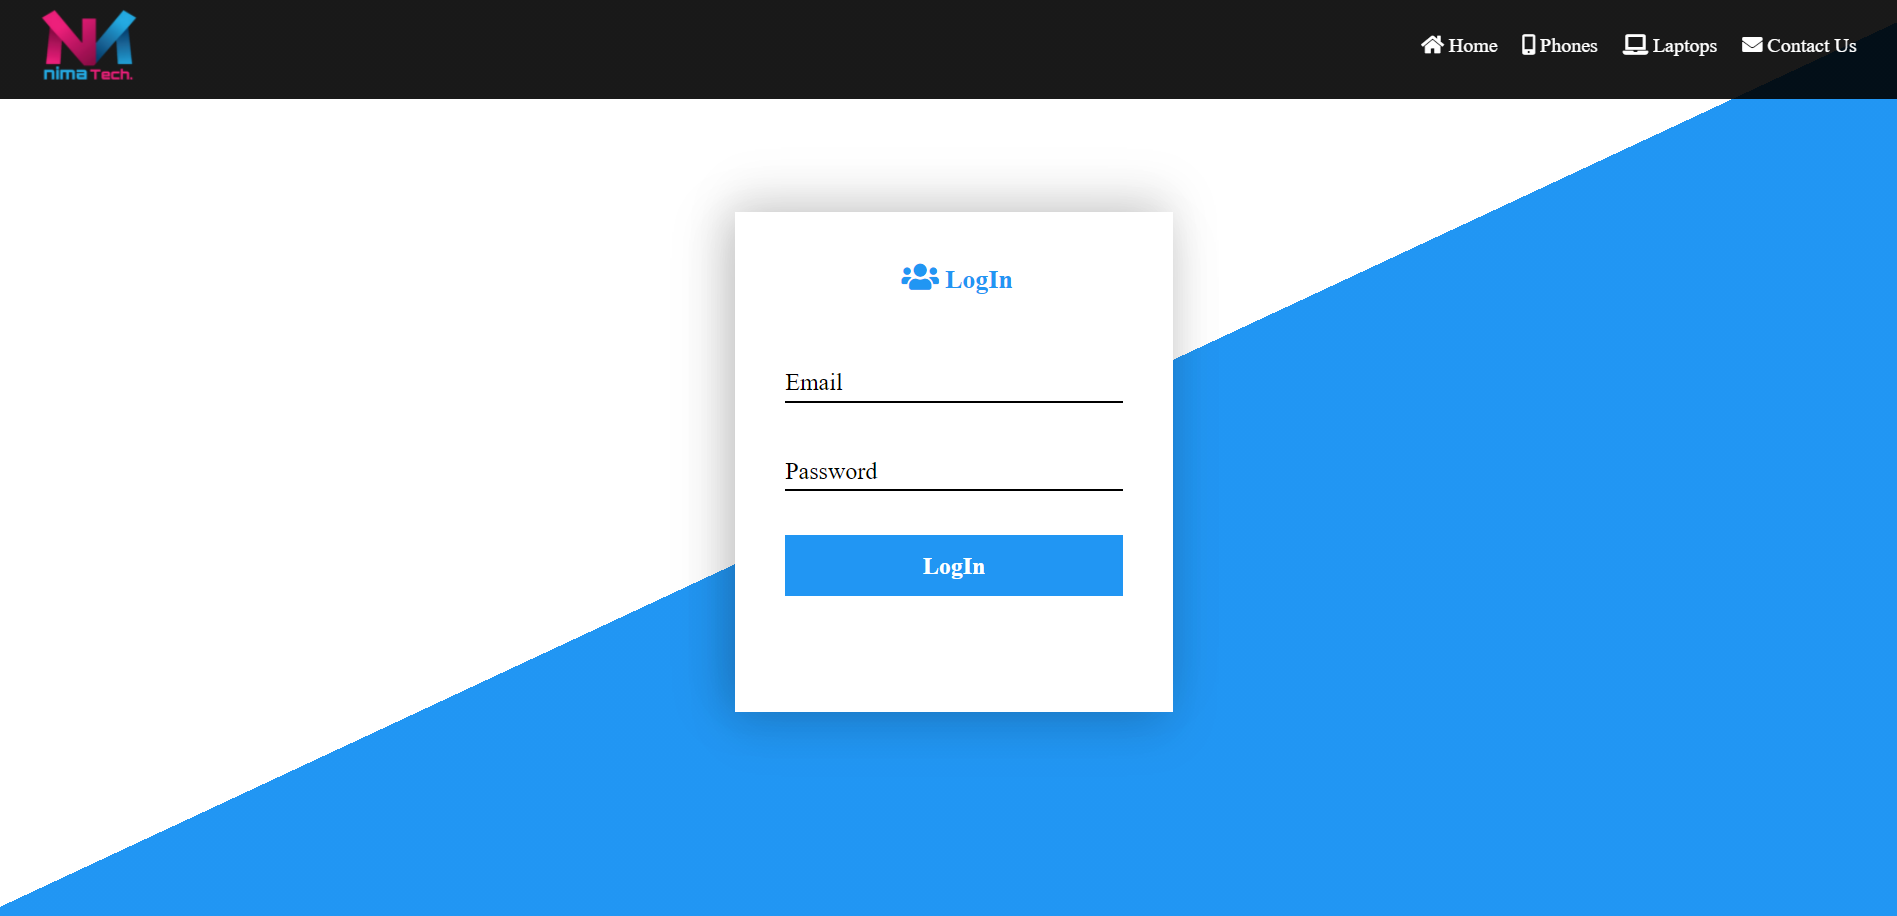 nima Tech.
Home Phones Laptops Contact Us
LogIn
Email
Password
LogIn